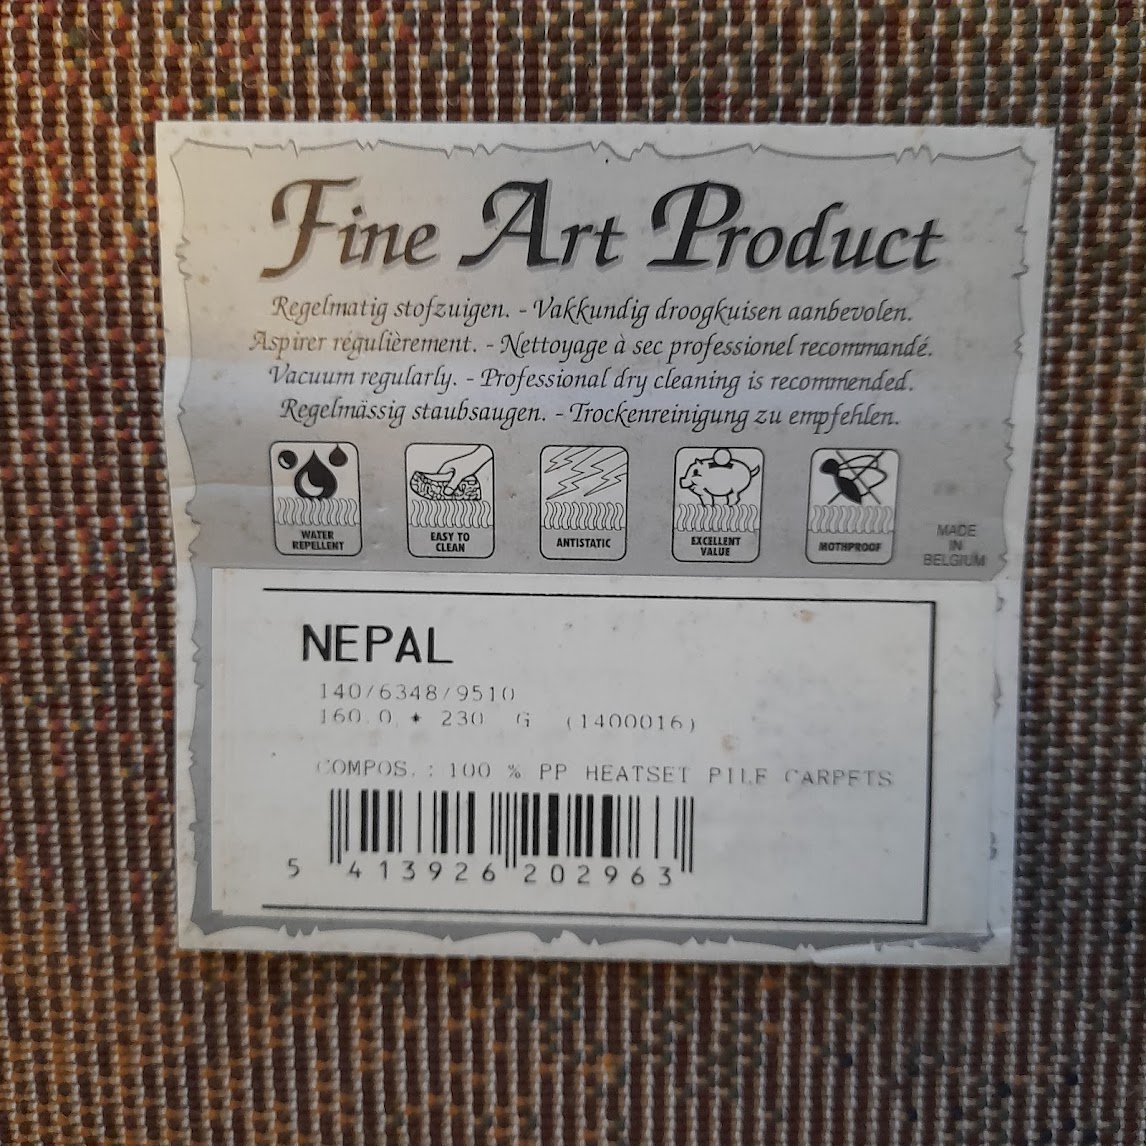 Fine Art Product
Regelmatig stofzuigen. - Vakkundig droogkuisen aanbevolen.
Aspirer régulièrement. - Nettoyage à sec professionel recommandé.
Vacuum regularly. - Professional dry cleaning is recommended.
Regelmässig staubsaugen. - Trockenreinigung zu empfehlen.
WATER
REPELLENT
EASY TO
CLEAN
ANTISTATIC
EXCELLENT
VALUE
MOTHPROOF
MADE
IN
BELGIUM
NEPAL
140/6348/9510
160.0 * 230 G (1400016)
COMPOS. : 100 % PP HEATSET PILE CARPETS
5 413926 202963